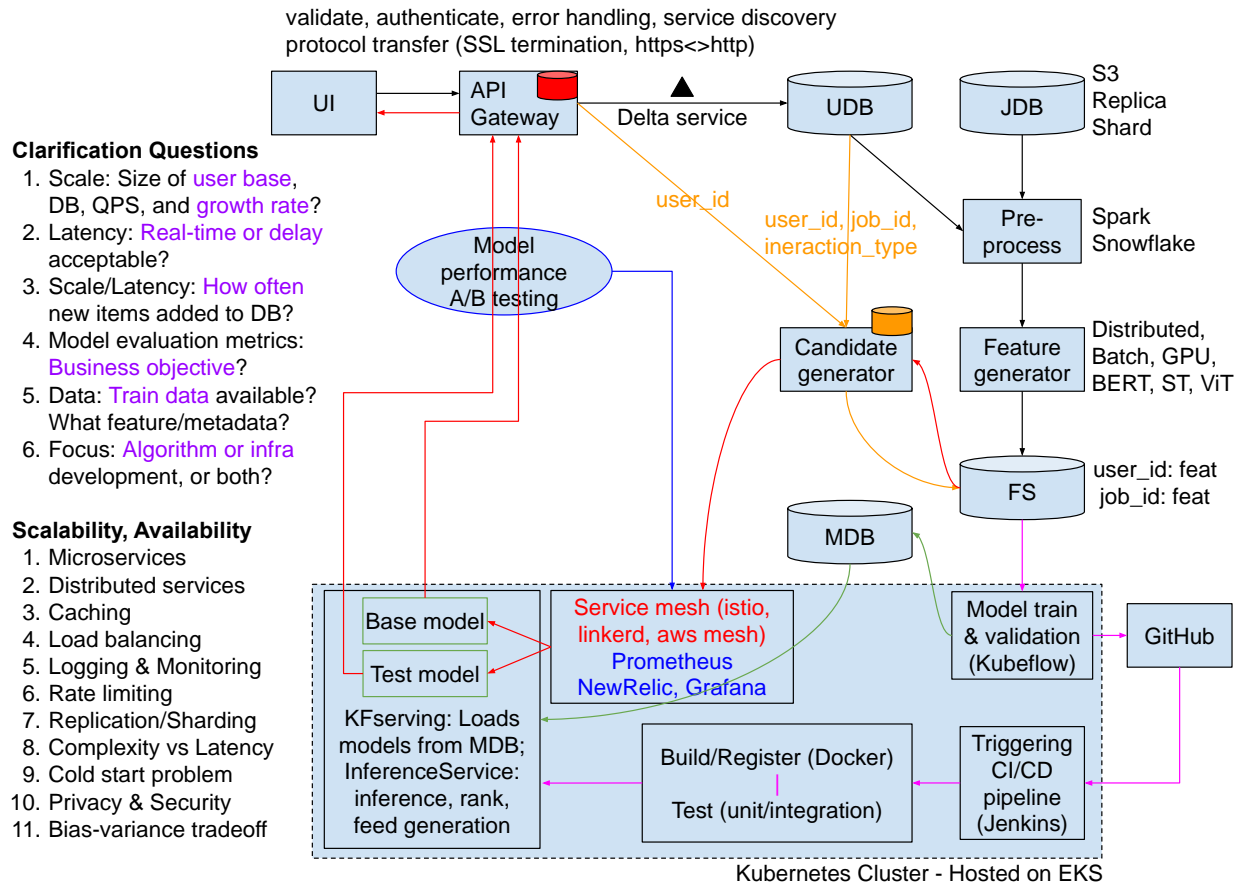 validate, authenticate, error handling, service discovery
protocol transfer (SSL termination, https<>http)
UI
API
Gateway
Delta service
UDB
JDB
S3
Replica
Shard
Clarification Questions
1. Scale: Size of user base,
DB, QPS, and growth rate?
2. Latency: Real-time or delay
acceptable?
3. Scale/Latency: How often
new items added to DB?
4. Model evaluation metrics:
Business objective?
5. Data: Train data available?
What feature/metadata?
6. Focus: Algorithm or infra
development, or both?
user_id
user_id, job_id,
ineraction_type
Pre-
process
Spark
Snowflake
Model
performance
A/B testing
Candidate
generator
Feature
generator
Distributed,
Batch, GPU,
BERT, ST, ViT
FS
user_id: feat
job_id: feat
MDB
Scalability, Availability
1. Microservices
2. Distributed services
3. Caching
4. Load balancing
5. Logging & Monitoring
6. Rate limiting
7. Replication/Sharding
8. Complexity vs Latency
9. Cold start problem
10. Privacy & Security
11. Bias-variance tradeoff
Base model
Test model
KFserving: Loads
models from MDB;
InferenceService:
inference, rank,
feed generation
Service mesh (istio,
linkerd, aws mesh)
Prometheus
NewRelic, Grafana
Model train
& validation
(Kubeflow)
GitHub
Build/Register (Docker)
Test (unit/integration)
Triggering
CI/CD
pipeline
(Jenkins)
Kubernetes Cluster - Hosted on EKS